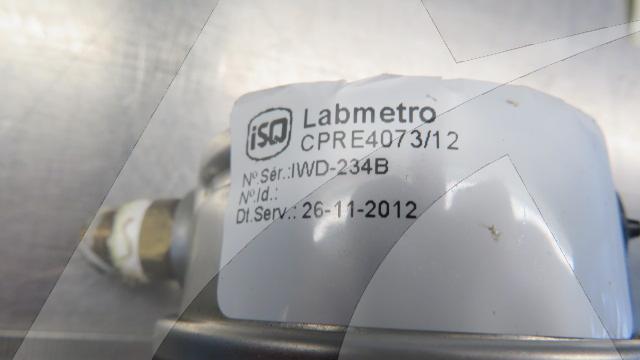 iSQ
Labmetro
CPRE4073/12
Nº.Sér.:IWD-234B
Nº.Id.:
Dt.Serv.: 26-11-2012